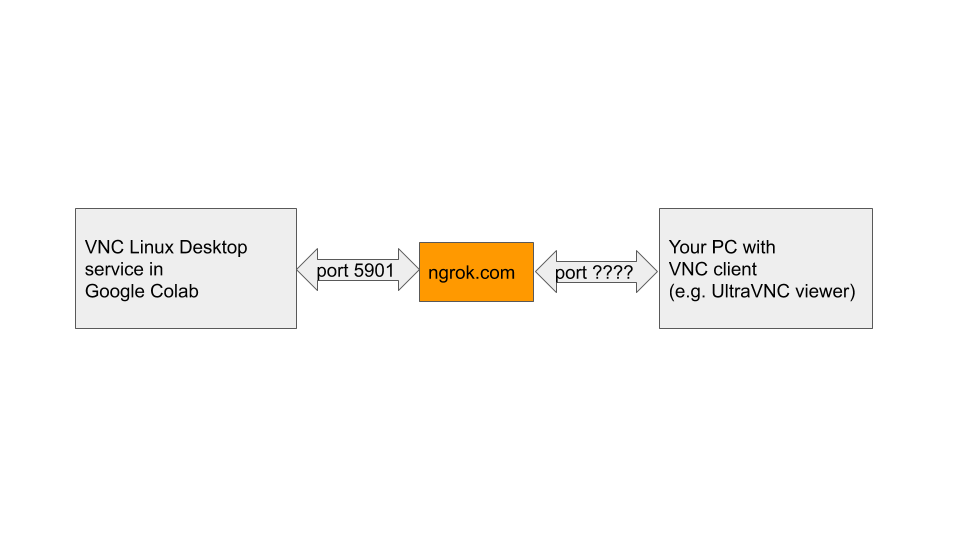 VNC Linux Desktop
service in
Google Colab
port 5901
ngrok.com
port ????
Your PC with
VNC client
(e.g. UltraVNC viewer)